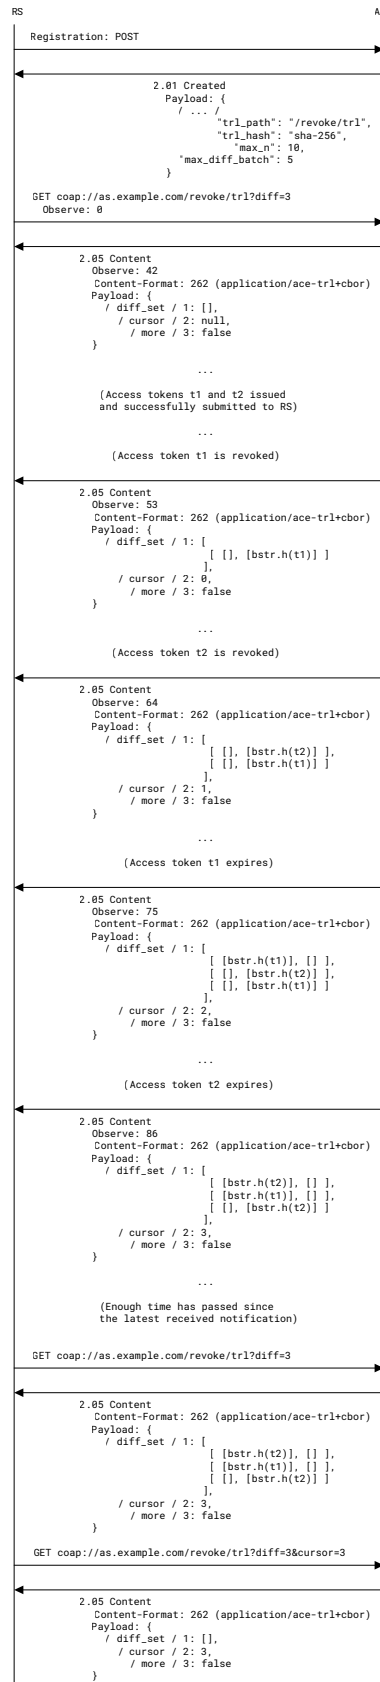 RS A
Registration: POST
2.01 Created
Payload: {
/ ... /
"trl_path": "/revoke/trl",
"trl_hash": "sha-256",
"max_n": 10,
"max_diff_batch": 5
}
GET coap://as.example.com/revoke/trl?diff=3
Observe: 0
2.05 Content
Observe: 42
Content-Format: 262 (application/ace-trl+cbor)
Payload: {
/ diff_set / 1: [],
/ cursor / 2: null,
/ more / 3: false
}
...
(Access tokens t1 and t2 issued
and successfully submitted to RS)
...
(Access token t1 is revoked)
2.05 Content
Observe: 53
Content-Format: 262 (application/ace-trl+cbor)
Payload: {
/ diff_set / 1: [
[ [], [bstr.h(t1)] ]
],
/ cursor / 2: 0,
/ more / 3: false
}
...
(Access token t2 is revoked)
2.05 Content
Observe: 64
Content-Format: 262 (application/ace-trl+cbor)
Payload: {
/ diff_set / 1: [
[ [], [bstr.h(t2)] ],
[ [], [bstr.h(t1)] ]
],
/ cursor / 2: 1,
/ more / 3: false
}
...
(Access token t1 expires)
2.05 Content
Observe: 75
Content-Format: 262 (application/ace-trl+cbor)
Payload: {
/ diff_set / 1: [
[ [bstr.h(t1)], [] ],
[ [], [bstr.h(t2)] ],
[ [], [bstr.h(t1)] ]
],
/ cursor / 2: 2,
/ more / 3: false
}
...
(Access token t2 expires)
2.05 Content
Observe: 86
Content-Format: 262 (application/ace-trl+cbor)
Payload: {
/ diff_set / 1: [
[ [bstr.h(t2)], [] ],
[ [bstr.h(t1)], [] ],
[ [], [bstr.h(t2)] ]
],
/ cursor / 2: 3,
/ more / 3: false
}
...
(Enough time has passed since
the latest received notification)
GET coap://as.example.com/revoke/trl?diff=3
2.05 Content
Content-Format: 262 (application/ace-trl+cbor)
Payload: {
/ diff_set / 1: [
[ [bstr.h(t2)], [] ],
[ [bstr.h(t1)], [] ],
[ [], [bstr.h(t2)] ]
],
/ cursor / 2: 3,
/ more / 3: false
}
GET coap://as.example.com/revoke/trl?diff=3&cursor=3
2.05 Content
Content-Format: 262 (application/ace-trl+cbor)
Payload: {
/ diff_set / 1: [],
/ cursor / 2: 3,
/ more / 3: false
}